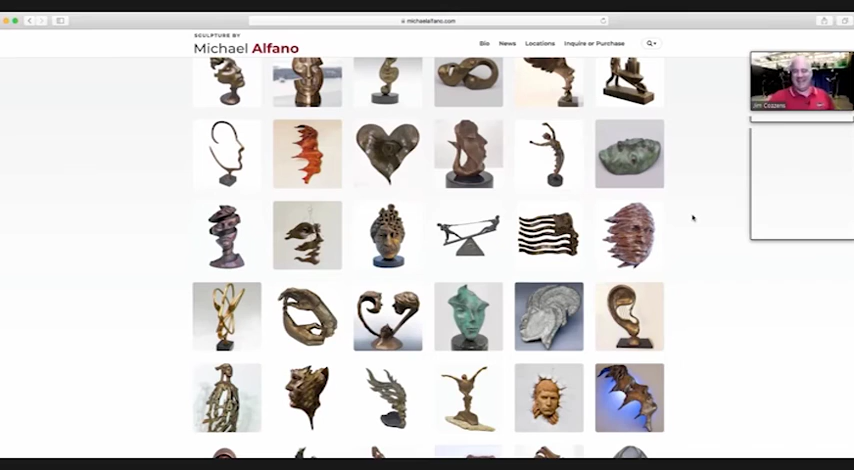 michaelalfano.com
SCULPTURE BY
Michael Alfano
Bio News Locations Inquire or Purchase
Jim Cozzens